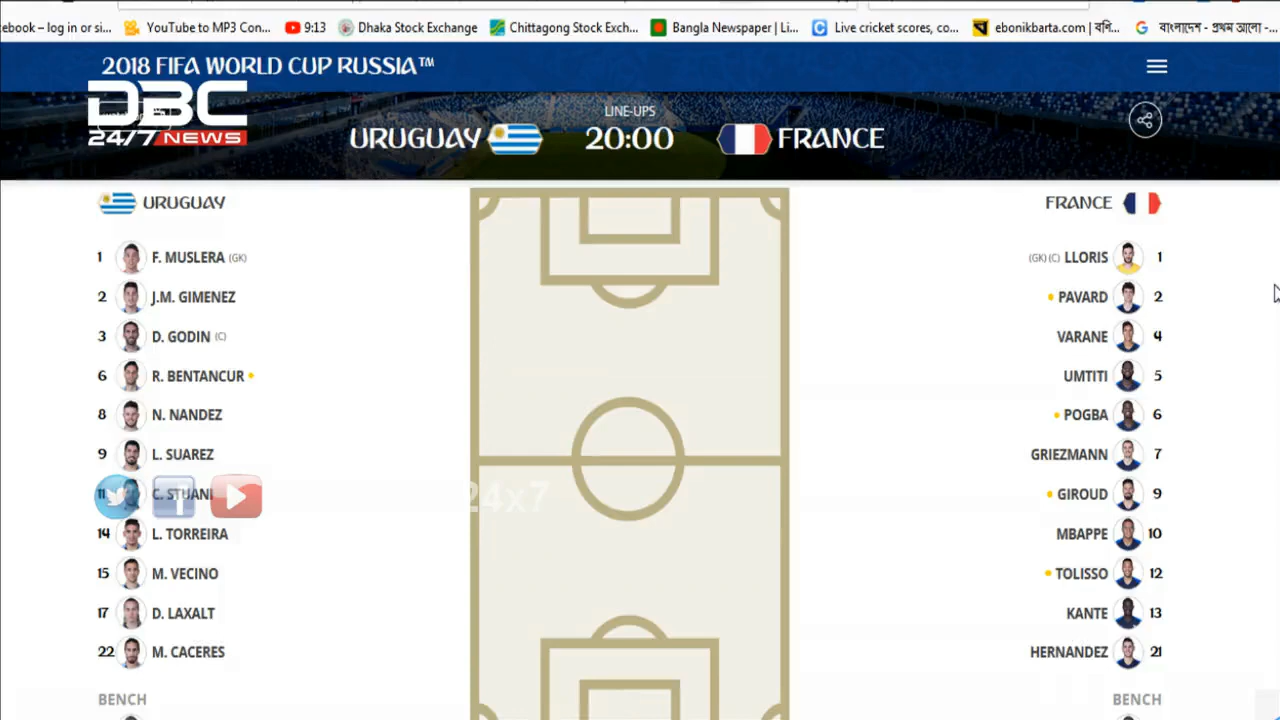 cebook – log in or si...
YouTube to MP3 Con...
9:13
Dhaka Stock Exchange
Chittagong Stock Exch...
Bangla Newspaper | Li...
Live cricket scores, co...
ebonikbarta.com | বণি...
বাংলাদেশ - প্রথম আলো -...
2018 FIFA WORLD CUP RUSSIA™
DBC
24/7 NEWS
LINE-UPS
URUGUAY 20:00 FRANCE
URUGUAY
1 F. MUSLERA (GK)
2 J.M. GIMENEZ
3 D. GODIN (C)
6 R. BENTANCUR
8 N. NANDEZ
9 L. SUAREZ
11 C. STUANI
14 L. TORREIRA
15 M. VECINO
17 D. LAXALT
22 M. CACERES
BENCH
24x7
FRANCE
(GK) (C) LLORIS 1
PAVARD 2
VARANE 4
UMTITI 5
POGBA 6
GRIEZMANN 7
GIROUD 9
MBAPPE 10
TOLISSO 12
KANTE 13
HERNANDEZ 21
BENCH